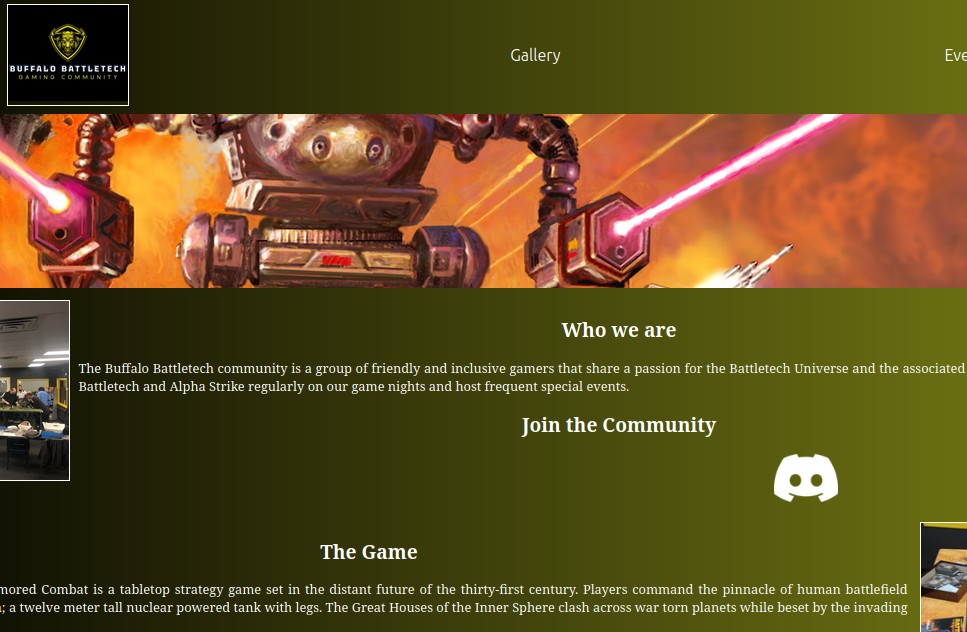 BUFFALO BATTLETECH
GAMING COMMUNITY
Gallery
Eve
Who we are
The Buffalo Battletech community is a group of friendly and inclusive gamers that share a passion for the Battletech Universe and the associated
Battletech and Alpha Strike regularly on our game nights and host frequent special events.
Join the Community
The Game
mored Combat is a tabletop strategy game set in the distant future of the thirty-first century. Players command the pinnacle of human battlefield
; a twelve meter tall nuclear powered tank with legs. The Great Houses of the Inner Sphere clash across war torn planets while beset by the invading